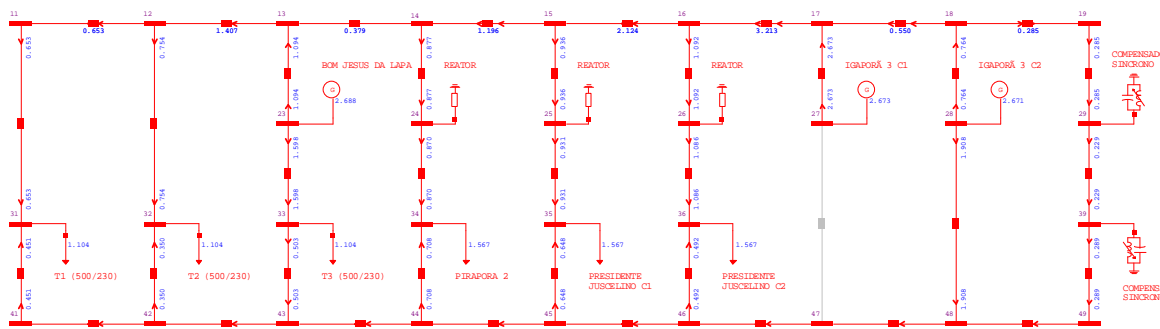 11 12 13 14 15 16 17 18 19
0.653 1.407 0.379 1.196 2.124 3.213 0.550 0.285
0.653 0.754 1.094 0.877 0.936 1.092 2.673 0.764 0.285
BOM JESUS DA LAPA REATOR REATOR REATOR IGAPORÃ 3 C1 IGAPORÃ 3 C2
COMPENSAD
SINCRONO
G G G
2.688 2.673 2.671
1.094 0.877 0.936 1.092 2.673 0.764 0.285
23 24 25 26 27 28 29
1.598 0.870 0.931 1.086 1.908 0.229
0.653 0.754 1.598 0.870 0.931 1.086 0.229
31 32 33 34 35 36 39
0.451 0.350 0.503 0.708 0.648 0.492 0.289
1.104 1.104 1.104 1.567 1.567 1.567
T1 (500/230) T2 (500/230) T3 (500/230) PIRAPORA 2
PRESIDENTE PRESIDENTE
JUSCELINO C1 JUSCELINO C2
COMPENS
SINCRON
0.451 0.350 0.503 0.708 0.648 0.492 1.908 0.289
41 42 43 44 45 46 47 48 49